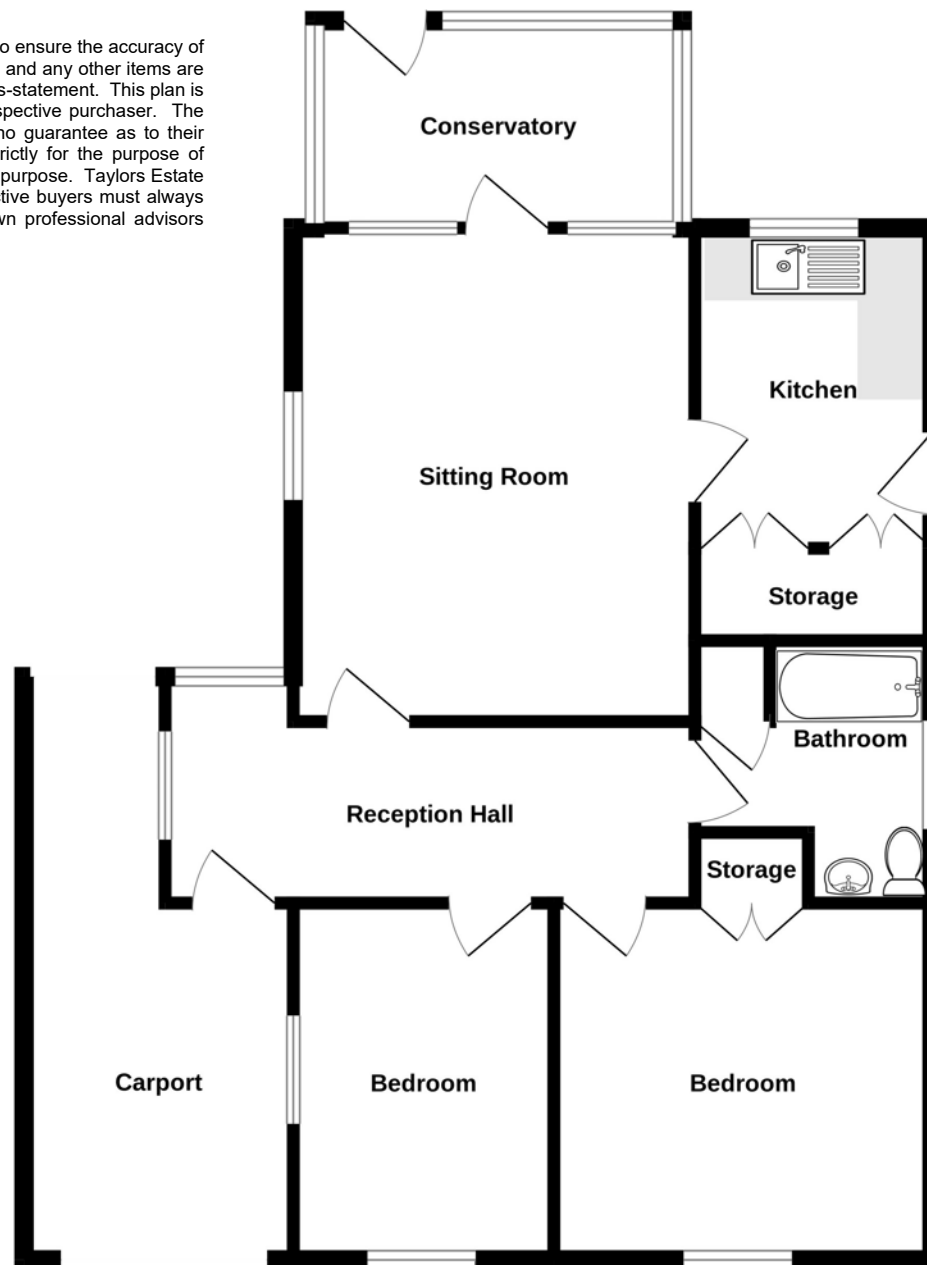 o ensure the accuracy of
and any other items are
s-statement. This plan is
spective purchaser. The
no guarantee as to their
rictly for the purpose of
purpose. Taylors Estate
ctive buyers must always
wn professional advisors
Conservatory
Kitchen
Sitting Room
Storage
Bathroom
Reception Hall
Storage
Carport
Bedroom
Bedroom